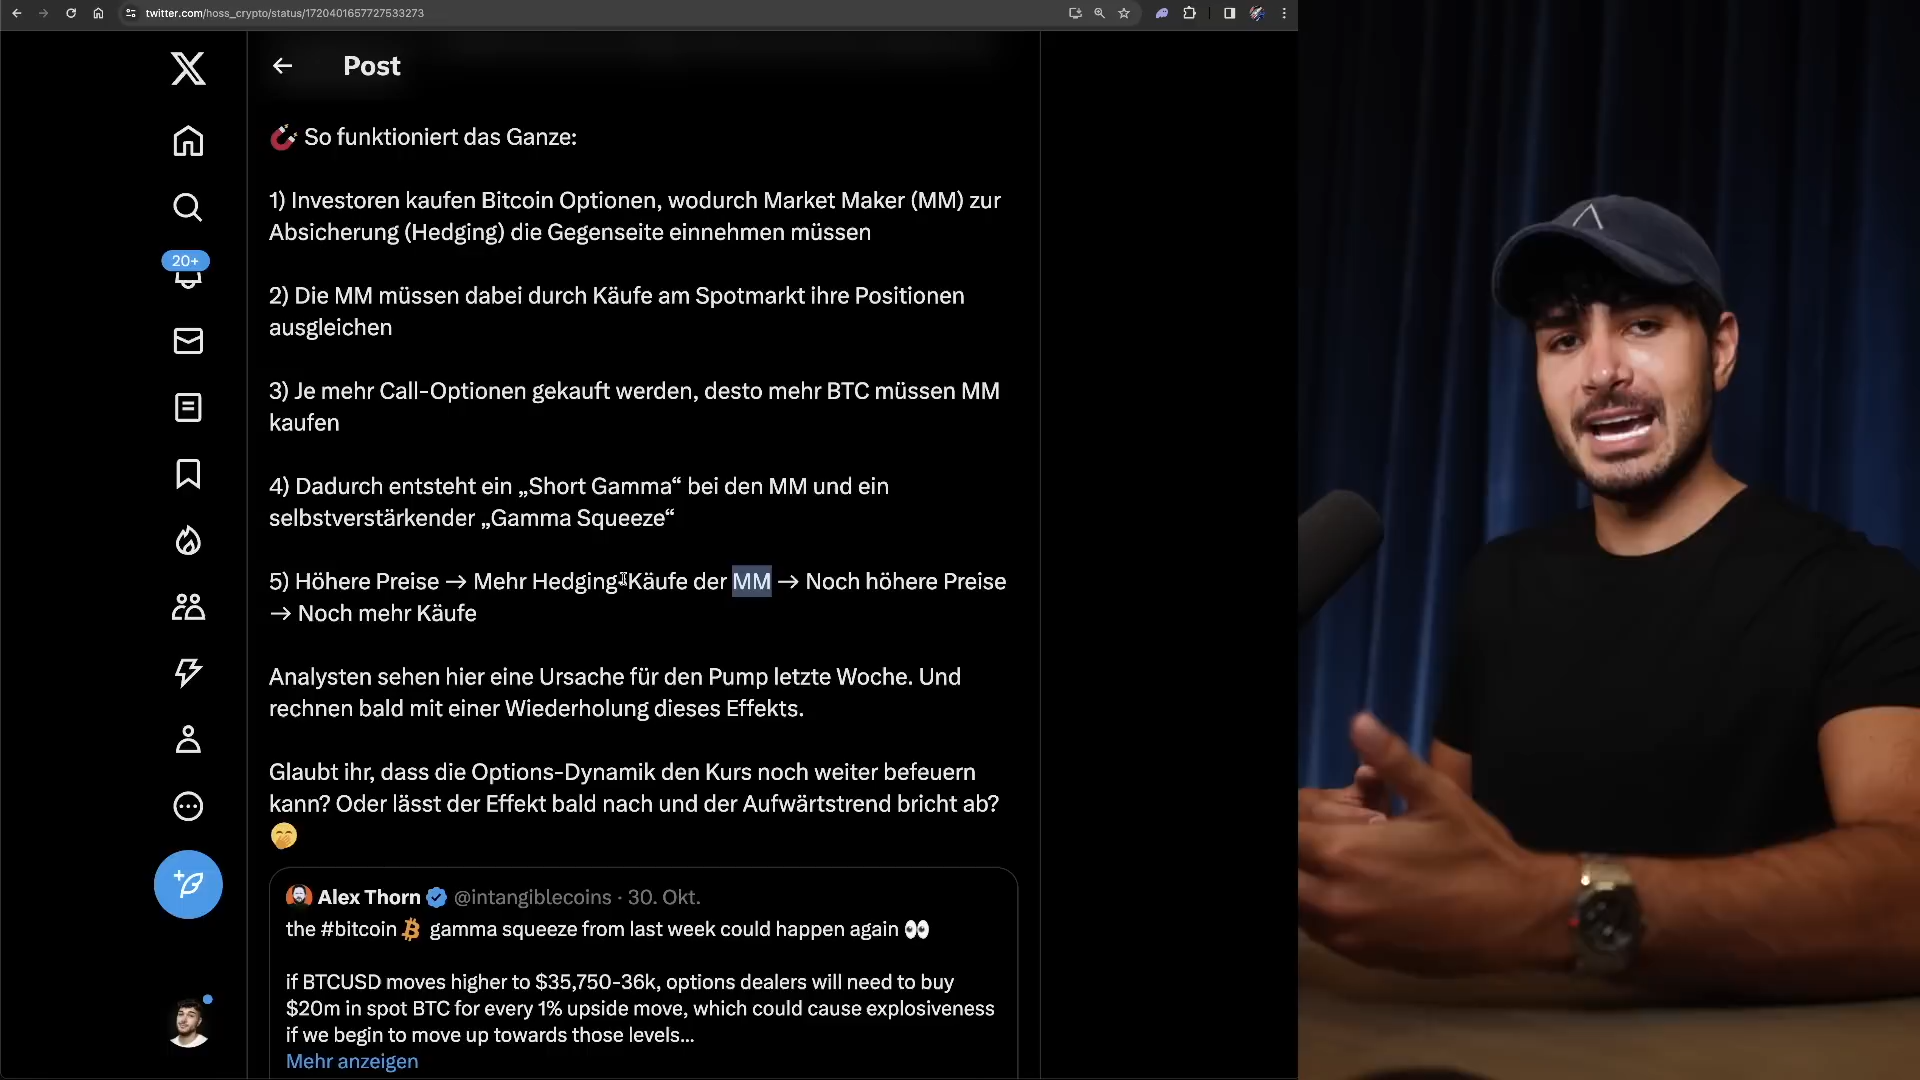 twitter.com/hoss_crypto/status/1720401657727533273
Post
So funktioniert das Ganze:
1) Investoren kaufen Bitcoin Optionen, wodurch Market Maker (MM) zur
Absicherung (Hedging) die Gegenseite einnehmen müssen
20+
2) Die MM müssen dabei durch Käufe am Spotmarkt ihre Positionen
ausgleichen
3) Je mehr Call-Optionen gekauft werden, desto mehr BTC müssen MM
kaufen
4) Dadurch entsteht ein „Short Gamma“ bei den MM und ein
selbstverstärkender „Gamma Squeeze“
5) Höhere Preise → Mehr Hedging-Käufe der MM → Noch höhere Preise
→ Noch mehr Käufe
Analysten sehen hier eine Ursache für den Pump letzte Woche. Und
rechnen bald mit einer Wiederholung dieses Effekts.
Glaubt ihr, dass die Options-Dynamik den Kurs noch weiter befeuern
kann? Oder lässt der Effekt bald nach und der Aufwärtstrend bricht ab?
🤭
Alex Thorn @intangiblecoins · 30. Okt.
the #bitcoin gamma squeeze from last week could happen again 👀
if BTCUSD moves higher to $35,750-36k, options dealers will need to buy
$20m in spot BTC for every 1% upside move, which could cause explosiveness
if we begin to move up towards those levels...
Mehr anzeigen